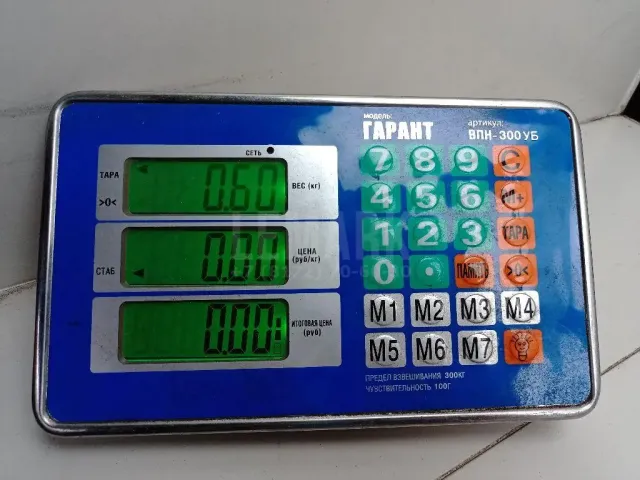 модель: артикул:
ГАРАНТ ВПН-300УБ
СЕТЬ
ТАРА 0.60 ВЕС (кг)
>0<
ЦЕНА
0.00 (руб/кг)
СТАБ
0.00 ИТОГОВАЯ ЦЕНА
(руб)
7 8 9 C
4 5 6 M+
1 2 3 ТАРА
0 . ПАМЯТЬ >0<
M1 M2 M3 M4
M5 M6 M7
ПРЕДЕЛ ВЗВЕШИВАНИЯ 300КГ
ЧУВСТВИТЕЛЬНОСТЬ 100Г